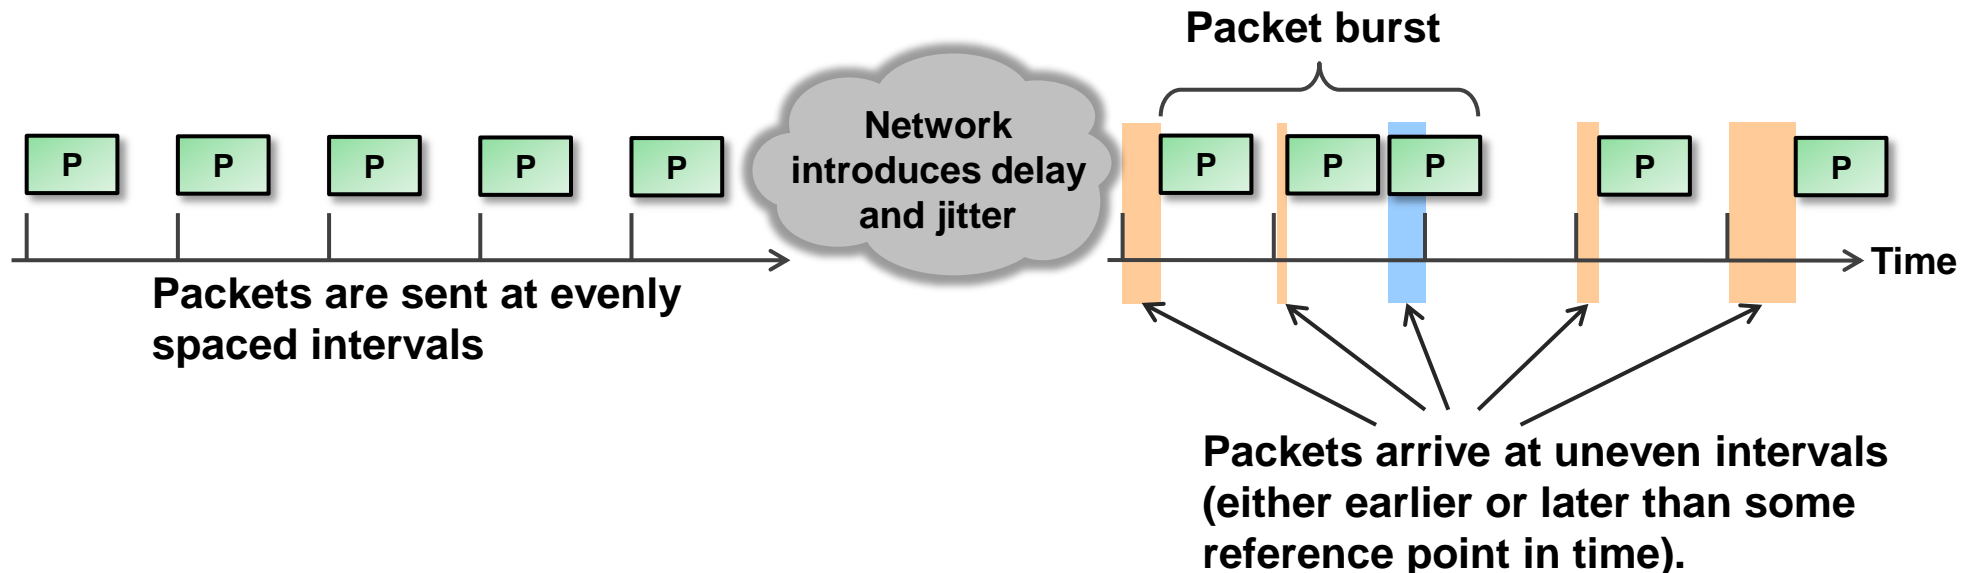 Packet burst
Network
introduces delay
and jitter
P
P
P
P
P
P
P
P
P
P
Time
Packets are sent at evenly
spaced intervals
Packets arrive at uneven intervals
(either earlier or later than some
reference point in time).